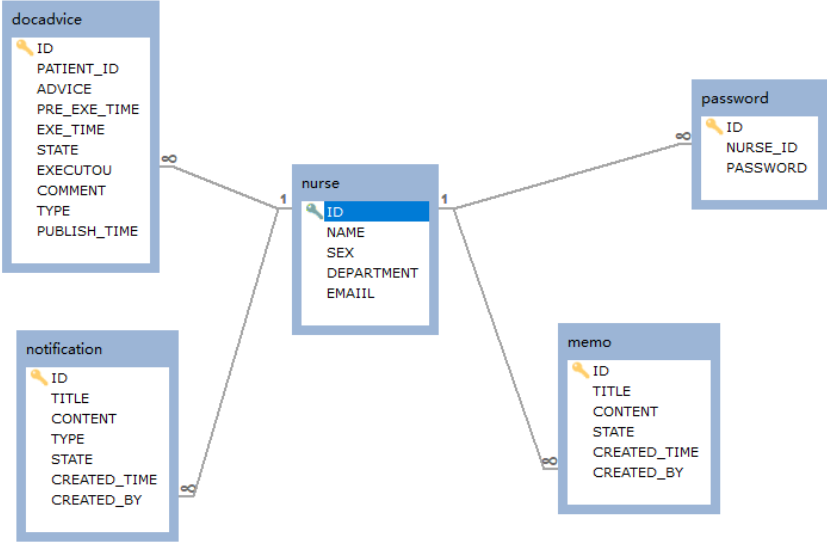 docadvice
ID
PATIENT_ID
ADVICE
PRE_EXE_TIME
EXE_TIME
STATE
EXECUTOU
COMMENT
TYPE
PUBLISH_TIME
∞
1
nurse
ID
NAME
SEX
DEPARTMENT
EMAIIL
1
∞
password
ID
NURSE_ID
PASSWORD
notification
ID
TITLE
CONTENT
TYPE
STATE
CREATED_TIME
CREATED_BY
∞
memo
ID
TITLE
CONTENT
STATE
CREATED_TIME
CREATED_BY
∞